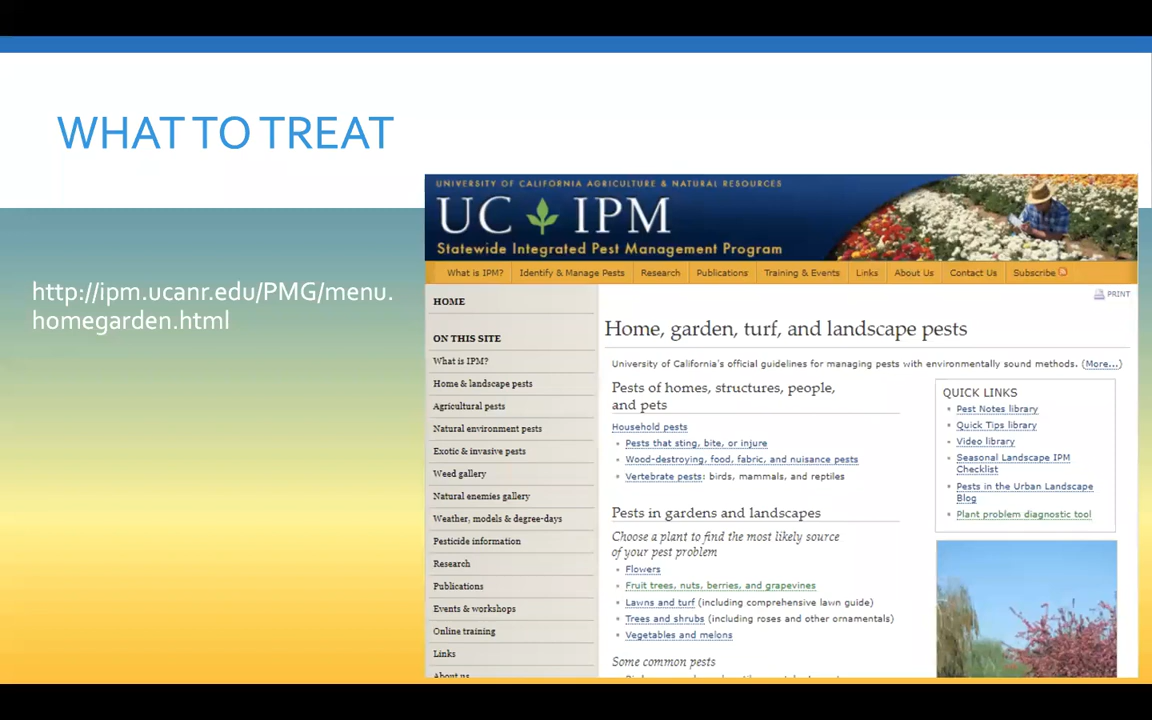 WHAT TO TREAT
http://ipm.ucanr.edu/PMG/menu.
homegarden.html
UNIVERSITY OF CALIFORNIA AGRICULTURE & NATURAL RESOURCES
UC IPM
Statewide Integrated Pest Management Program
What is IPM? Identify & Manage Pests Research Publications Training & Events Links About Us Contact Us Subscribe
HOME
ON THIS SITE
What is IPM?
Home & landscape pests
Agricultural pests
Natural environment pests
Exotic & invasive pests
Weed gallery
Natural enemies gallery
Weather, models & degree-days
Pesticide information
Research
Publications
Events & workshops
Online training
Links
About us
PRINT
Home, garden, turf, and landscape pests
University of California's official guidelines for managing pests with environmentally sound methods. (More...)
Pests of homes, structures, people,
and pets
Household pests
Pests that sting, bite, or injure
Wood-destroying, food, fabric, and nuisance pests
Vertebrate pests: birds, mammals, and reptiles
Pests in gardens and landscapes
Choose a plant to find the most likely source
of your pest problem
Flowers
Fruit trees, nuts, berries, and grapevines
Lawns and turf (including comprehensive lawn guide)
Trees and shrubs (including roses and other ornamentals)
Vegetables and melons
Some common pests
QUICK LINKS
Pest Notes library
Quick Tips library
Video library
Seasonal Landscape IPM
Checklist
Pests in the Urban Landscape
Blog
Plant problem diagnostic tool